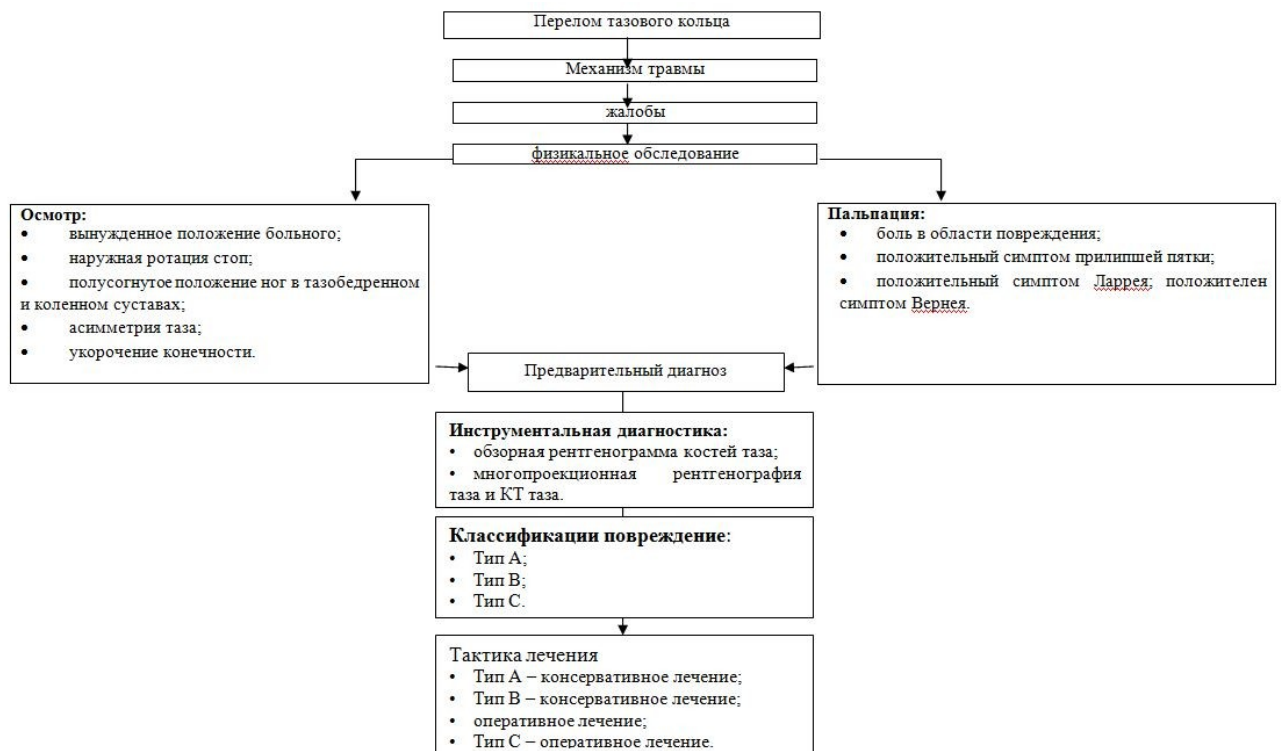 Перелом тазового кольца
Механизм травмы
жалобы
физикальное обследование
Осмотр:
• вынужденное положение больного;
• наружная ротация стоп;
• полусогнутое положение ног в тазобедренном
и коленном суставах;
• асимметрия таза;
• укорочение конечности.
Пальпация:
• боль в области повреждения;
• положительный симптом прилипшей пятки;
• положительный симптом Ларрея; положителен
симптом Вернея.
Предварительный диагноз
Инструментальная диагностика:
• обзорная рентгенограмма костей таза;
• многопроекционная рентгенография
таза и КТ таза.
Классификации повреждение:
• Тип А;
• Тип В;
• Тип С.
Тактика лечения
• Тип А – консервативное лечение;
• Тип В – консервативное лечение;
• оперативное лечение;
• Тип С – оперативное лечение.